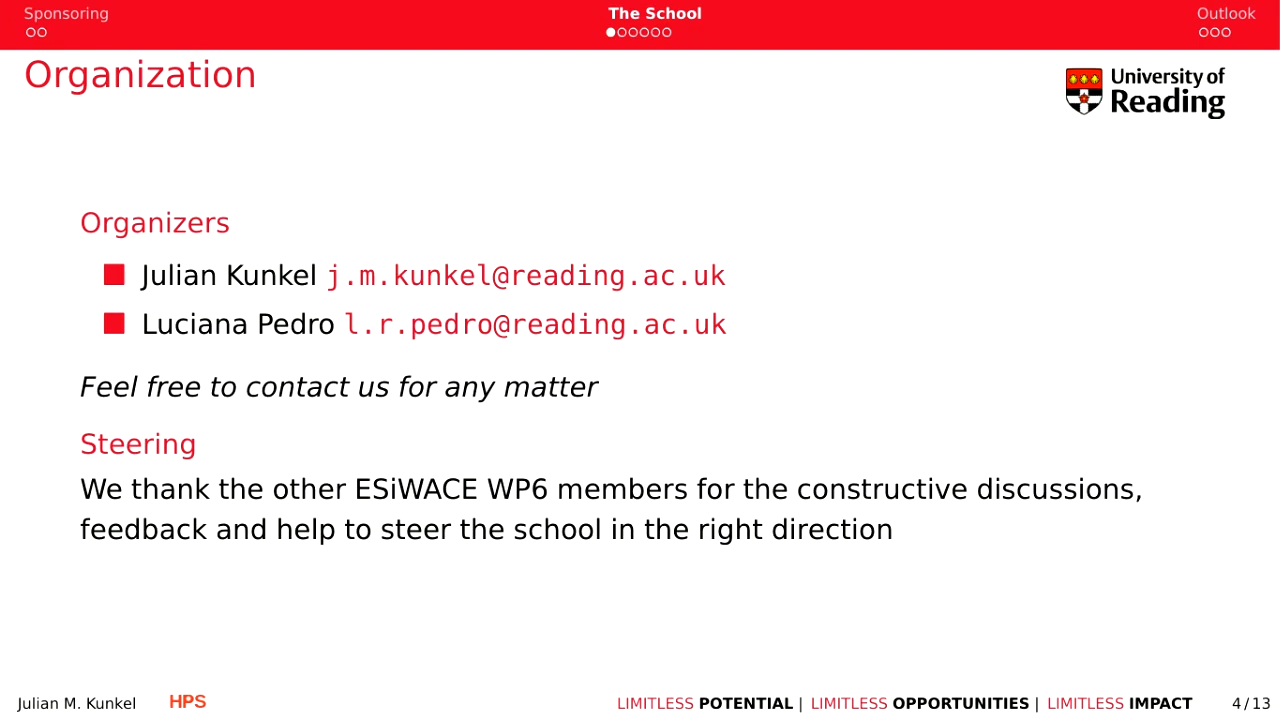 Sponsoring
The School
Outlook
Organization
University of
Reading
Organizers
Julian Kunkel j.m.kunkel@reading.ac.uk
Luciana Pedro l.r.pedro@reading.ac.uk
Feel free to contact us for any matter
Steering
We thank the other ESiWACE WP6 members for the constructive discussions,
feedback and help to steer the school in the right direction
Julian M. Kunkel
HPS
LIMITLESS POTENTIAL | LIMITLESS OPPORTUNITIES | LIMITLESS IMPACT
4/13